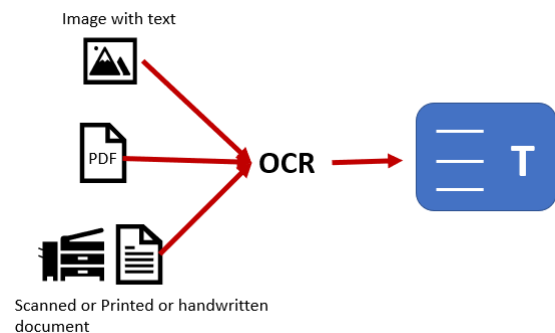 Image with text
PDF
OCR
T
Scanned or Printed or handwritten
document